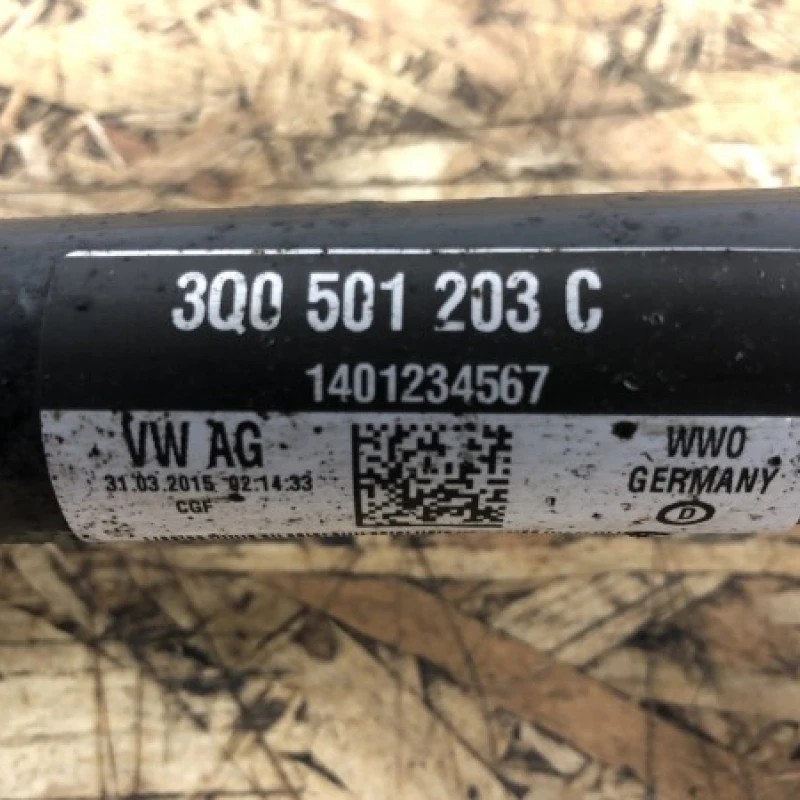 3Q0 501 203 C
1401234567
VW AG
31.03.2015 02:14:33
CGF
WWO
GERMANY
D